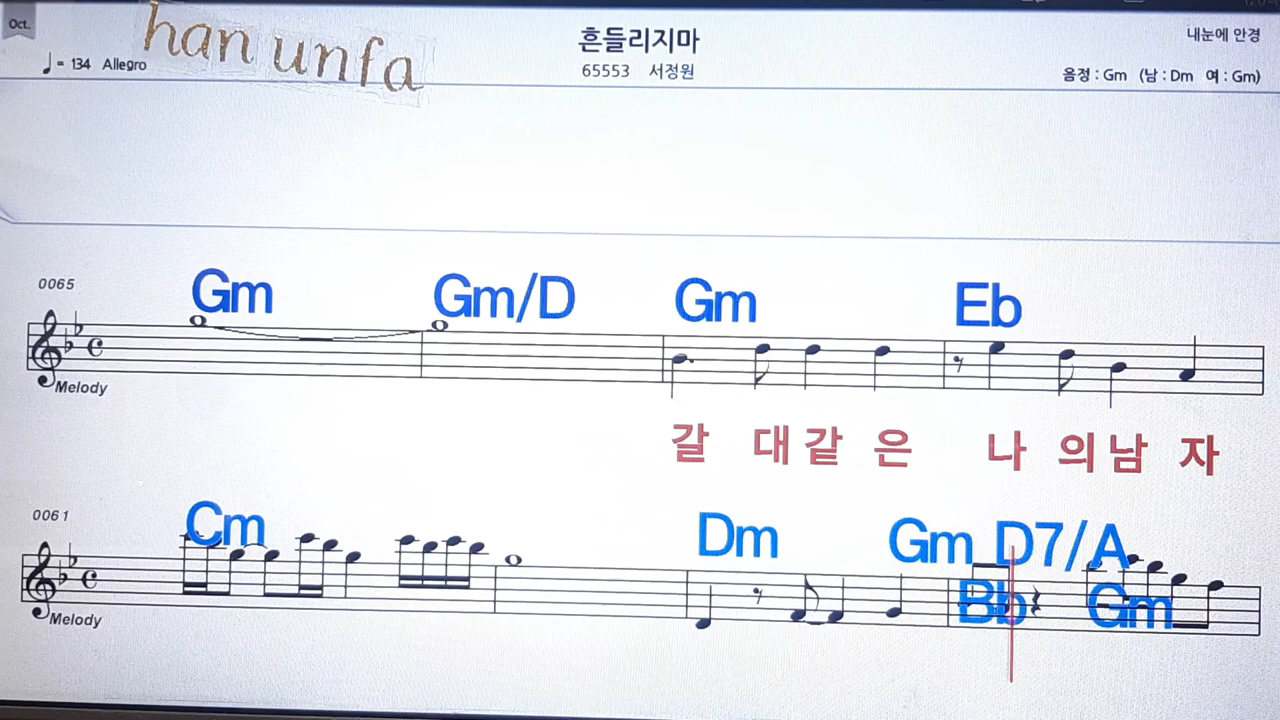 Oct.
han unfa
흔들리지마
내눈에 안경
♩= 134 Allegro
65553 서정원
음정 : Gm (남 : Dm 여 : Gm)
0065
Gm Gm/D Gm Eb
Melody
갈 대같 은 나 의남 자
0061
Cm Dm Gm D7/A
Bb Gm
Melody